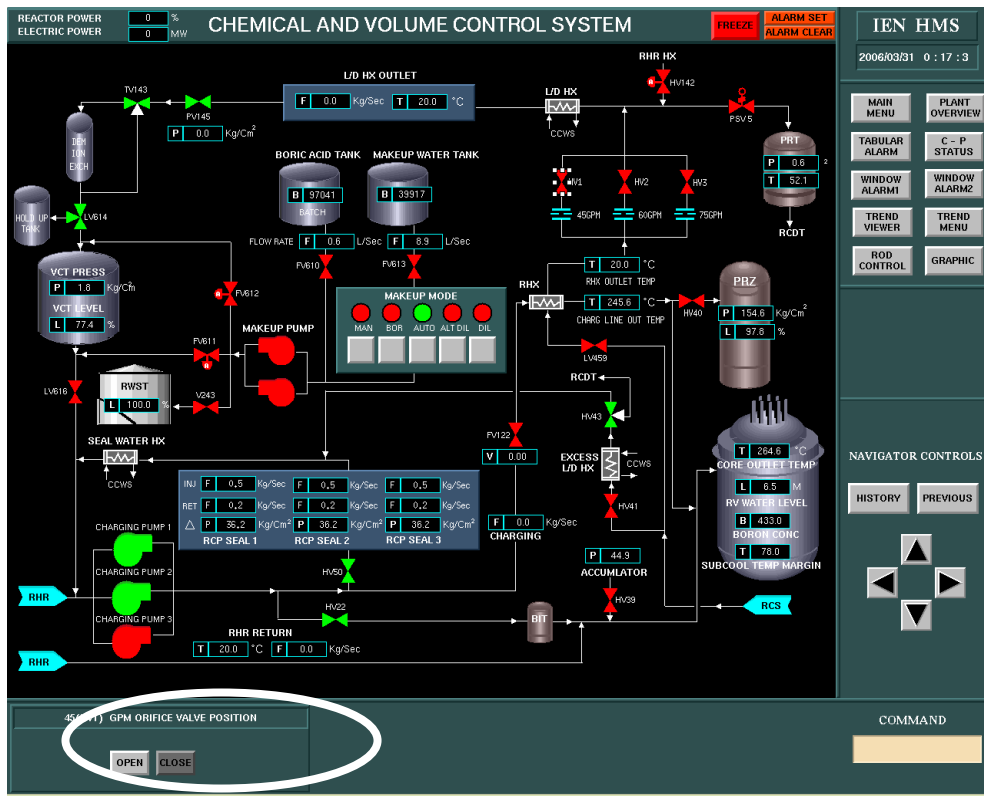 REACTOR POWER 0 %
ELECTRIC POWER 0 MW
CHEMICAL AND VOLUME CONTROL SYSTEM
FREEZE
ALARM SET
ALARM CLEAR
IEN HMS
2006/03/31 0 : 17 : 3
MAIN MENU
PLANT OVERVIEW
TABULAR ALARM
C - P STATUS
WINDOW ALARM1
WINDOW ALARM2
TREND VIEWER
TREND MENU
ROD CONTROL
GRAPHIC
NAVIGATOR CONTROLS
HISTORY
PREVIOUS
COMMAND
L/D HX OUTLET
F 0.0 Kg/Sec T 20.0 °C
TV143
PV145
P 0.0 Kg/Cm2
DEM
ION
EXCH
RHR HX
HV142
L/D HX
CCWS
PSV5
PRT
P 0.6 2
T 52.1
RCDT
BORIC ACID TANK
B 97041
BATCH
MAKEUP WATER TANK
B 39917
HV1
HV2
HV3
45GPM
60GPM
75GPM
HOLD UP
TANK
LV614
FLOW RATE F 0.6 L/Sec F 8.9 L/Sec
FV610
FV613
VCT PRESS
P 1.8 Kg/Cm2
VCT LEVEL
L 77.4 %
FV612
T 20.0 °C
RHX OUTLET TEMP
RHX
T 245.6 °C
CHARG LINE OUT TEMP
HV40
PRZ
P 154.6 Kg/Cm2
L 97.8 %
MAKEUP MODE
MAN BOR AUTO ALT DIL DIL
MAKEUP PUMP
FV611
LV459
LV616
RWST
L 100.0 %
V243
RCDT
HV43
SEAL WATER HX
CCWS
FV122
V 0.00
EXCESS
L/D HX
CCWS
HV41
T 264.6 °C
CORE OUTLET TEMP
L 6.5 M
RV WATER LEVEL
B 433.0
BORON CONC
T 78.0
SUBCOOL TEMP MARGIN
INJ F 0.5 Kg/Sec F 0.5 Kg/Sec F 0.5 Kg/Sec
RET F 0.2 Kg/Sec F 0.2 Kg/Sec F 0.2 Kg/Sec
△ P 36.2 Kg/Cm2 P 36.2 Kg/Cm2 P 36.2 Kg/Cm2
RCP SEAL 1 RCP SEAL 2 RCP SEAL 3
F 0.0 Kg/Sec
CHARGING
CHARGING PUMP 1
CHARGING PUMP 2
CHARGING PUMP 3
HV50
P 44.9
ACCUMLATOR
HV39
RHR
HV22
BIT
RCS
RHR RETURN
T 20.0 °C F 0.0 Kg/Sec
RHR
GPM ORIFICE VALVE POSITION
OPEN
CLOSE